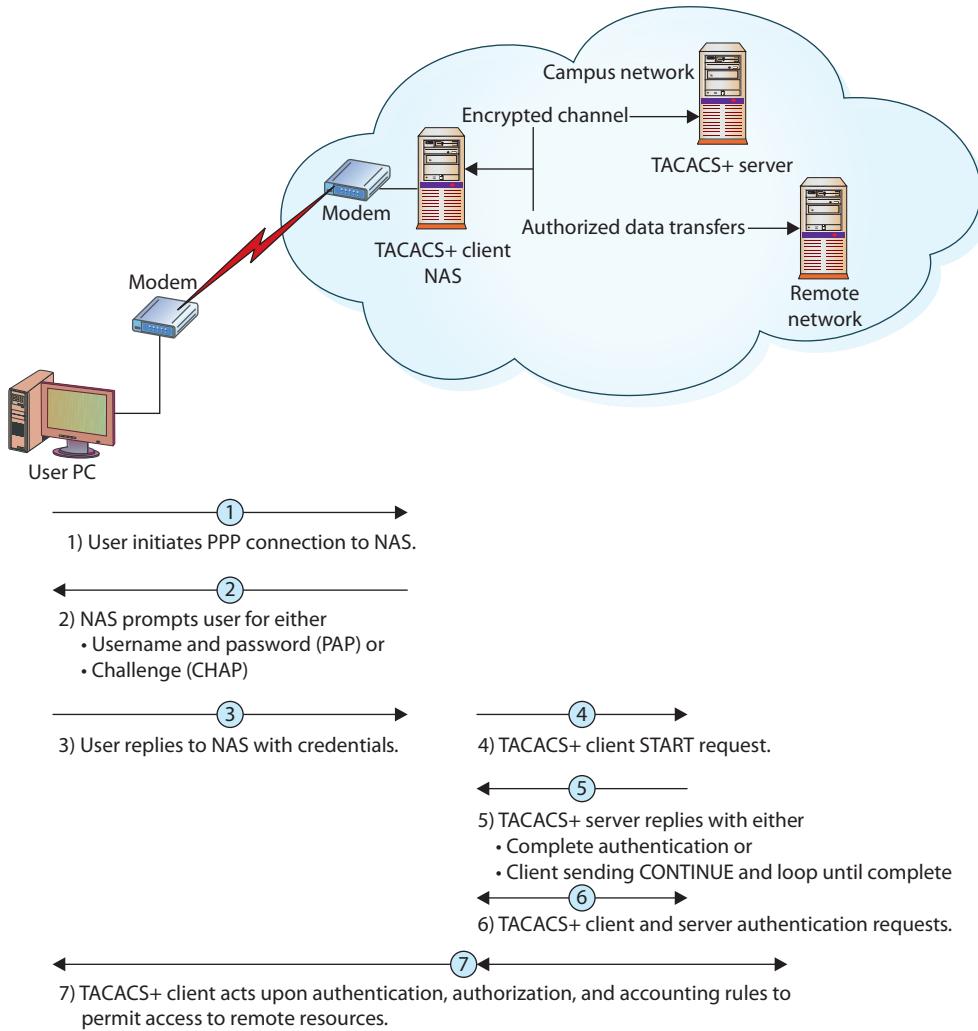 Campus network
Encrypted channel
TACACS+ server
Modem
TACACS+ client
NAS
Authorized data transfers
Modem
Remote
network
User PC
1
1) User initiates PPP connection to NAS.
2
2) NAS prompts user for either
• Username and password (PAP) or
• Challenge (CHAP)
3
3) User replies to NAS with credentials.
4
4) TACACS+ client START request.
5
5) TACACS+ server replies with either
• Complete authentication or
• Client sending CONTINUE and loop until complete
6
6) TACACS+ client and server authentication requests.
7
7) TACACS+ client acts upon authentication, authorization, and accounting rules to
permit access to remote resources.